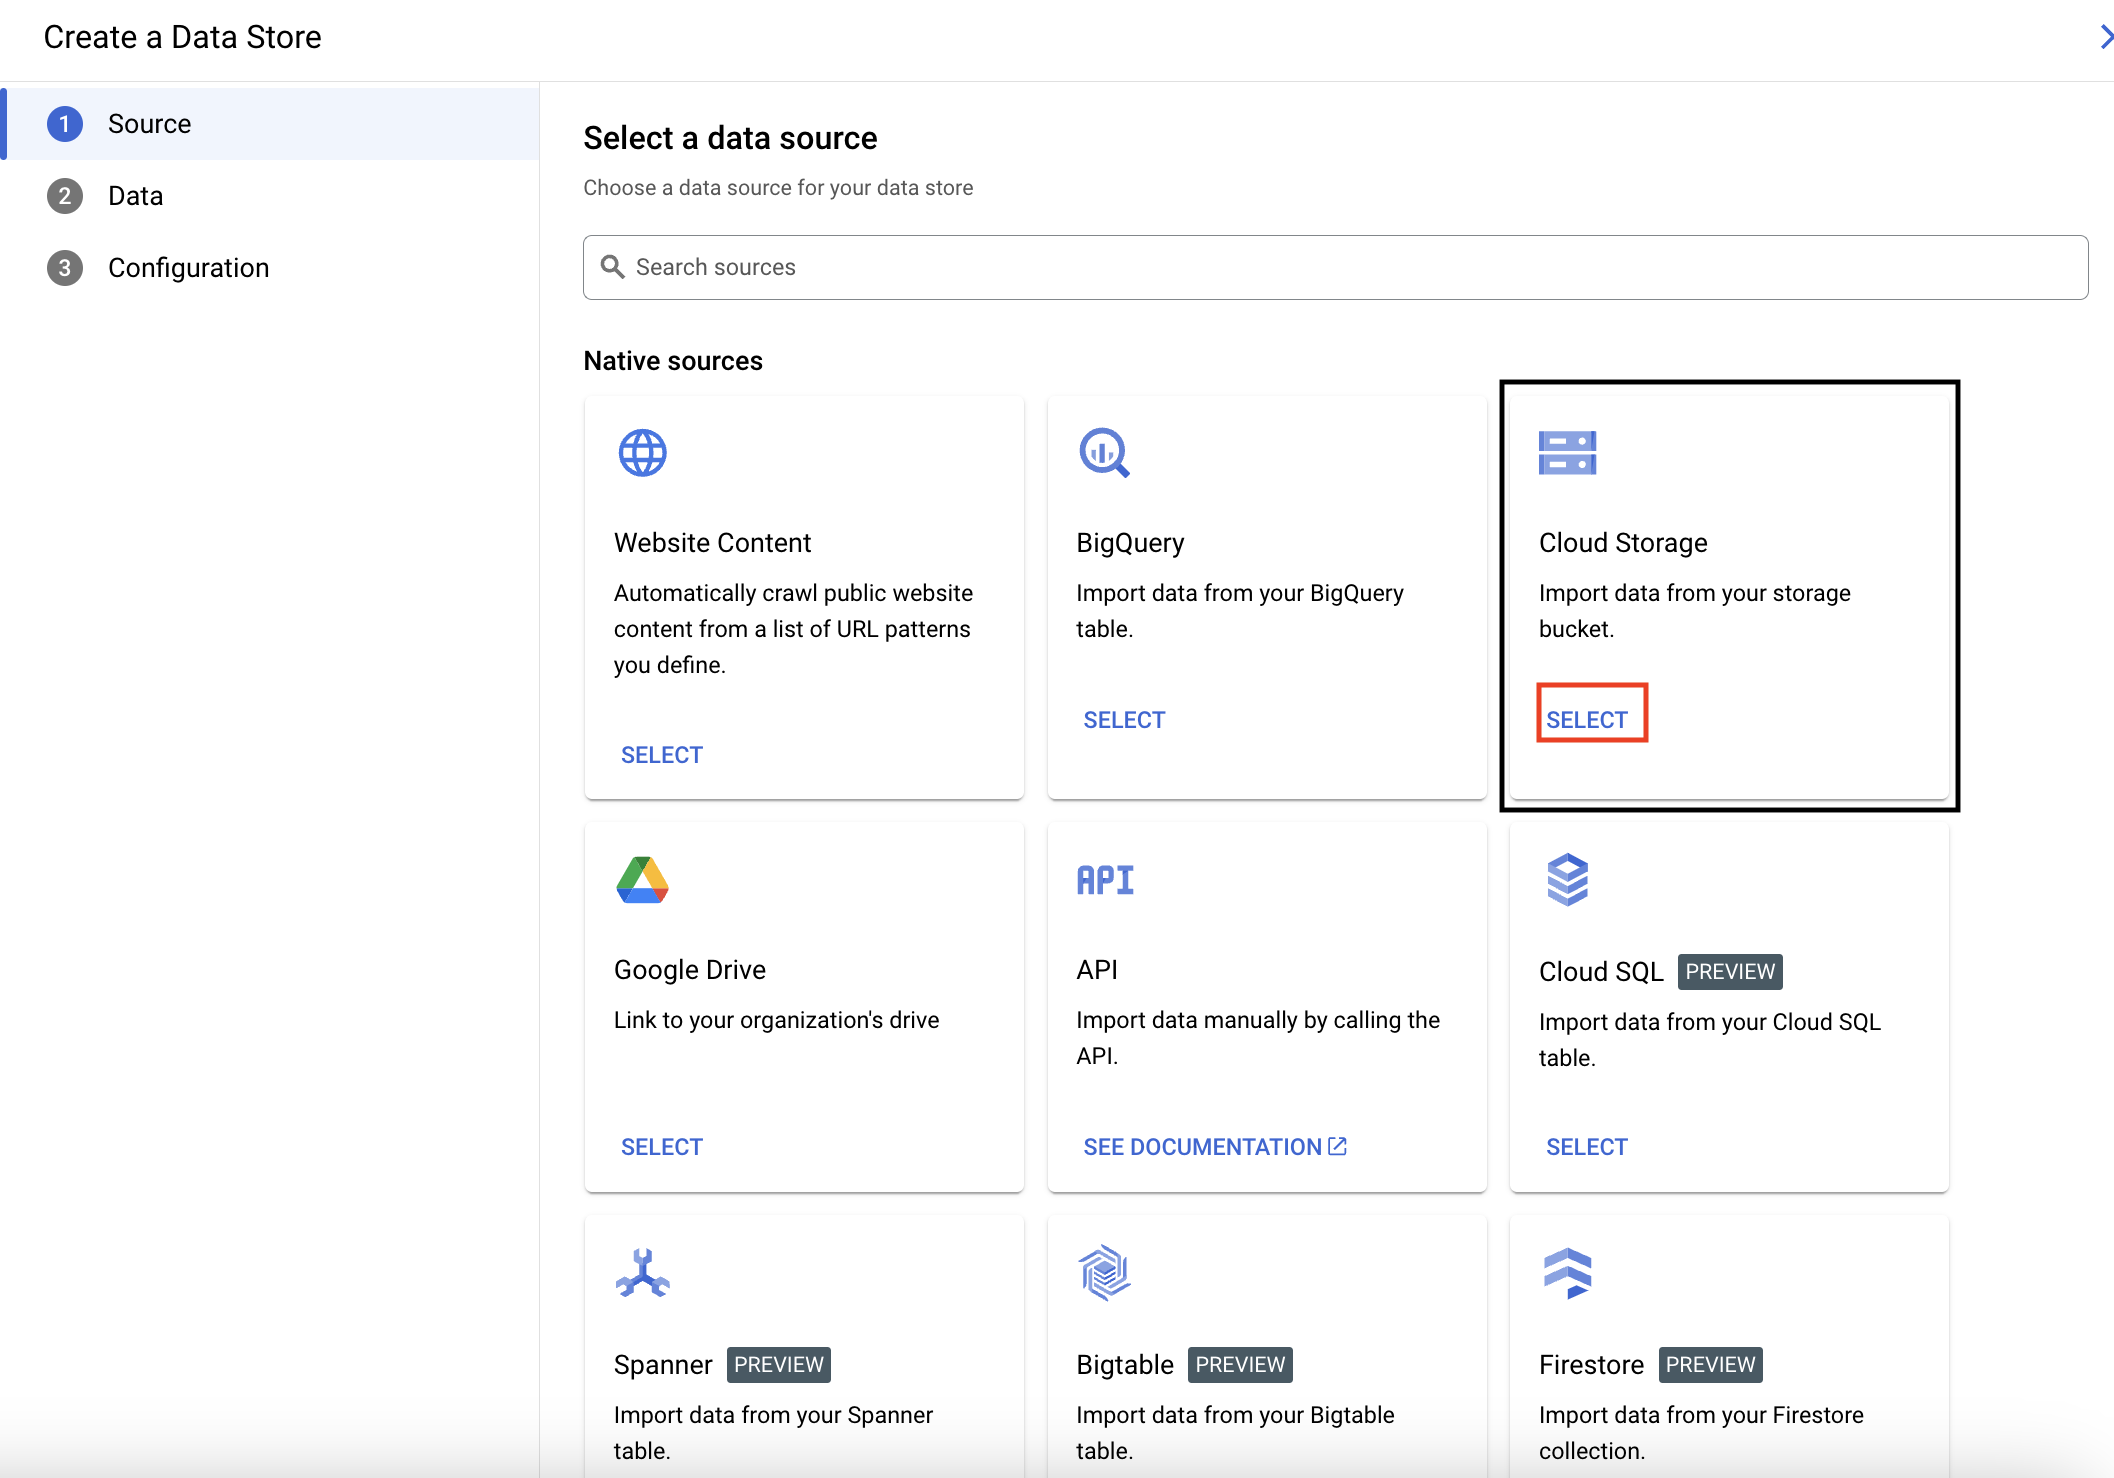 Create a Data Store
1 Source
2 Data
3 Configuration
Select a data source
Choose a data source for your data store
Search sources
Native sources
Website Content
Automatically crawl public website
content from a list of URL patterns
you define.
SELECT
BigQuery
Import data from your BigQuery
table.
SELECT
Cloud Storage
Import data from your storage
bucket.
SELECT
Google Drive
Link to your organization's drive
SELECT
API
API
Import data manually by calling the
API.
SEE DOCUMENTATION
Cloud SQL PREVIEW
Import data from your Cloud SQL
table.
SELECT
Spanner PREVIEW
Import data from your Spanner
table.
Bigtable PREVIEW
Import data from your Bigtable
table.
Firestore PREVIEW
Import data from your Firestore
collection.